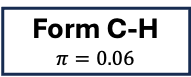 Form C-H
π = 0.06